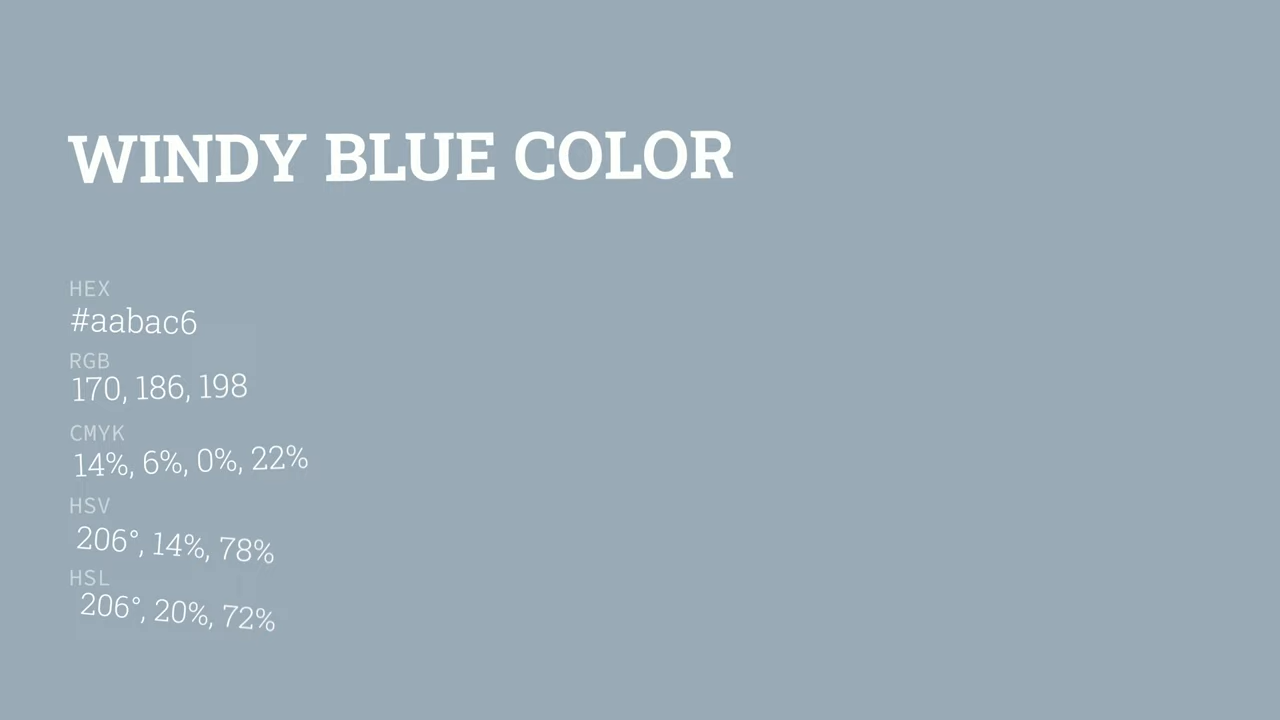 WINDY BLUE COLOR
HEX
#aabac6
RGB
170, 186, 198
CMYK
14%, 6%, 0%, 22%
HSV
206°, 14%, 78%
HSL
206°, 20%, 72%